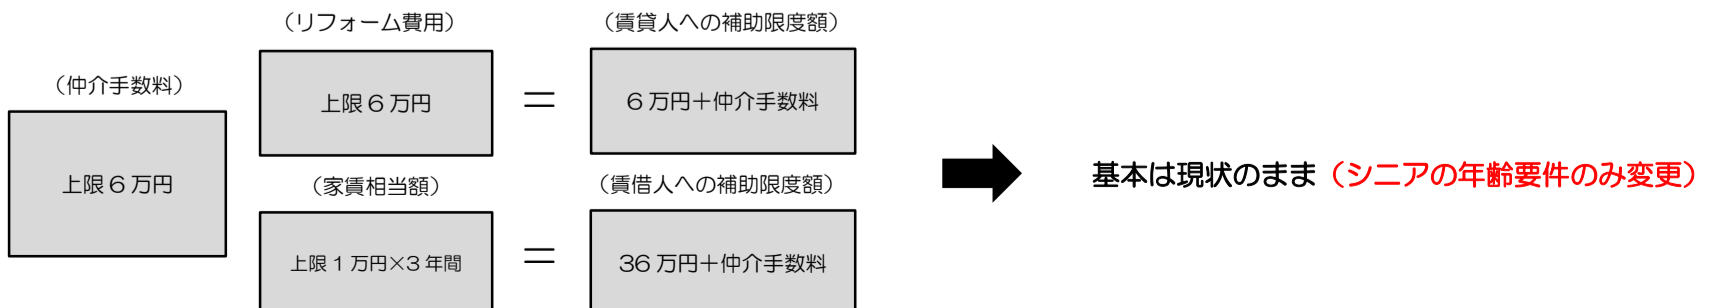 （リフォーム費用）
（賃貸人への補助限度額）
（仲介手数料）
上限６万円
＝
６万円＋仲介手数料
上限６万円
基本は現状のまま（シニアの年齢要件のみ変更）
（家賃相当額）
（賃借人への補助限度額）
上限１万円×３年間
＝
36万円＋仲介手数料